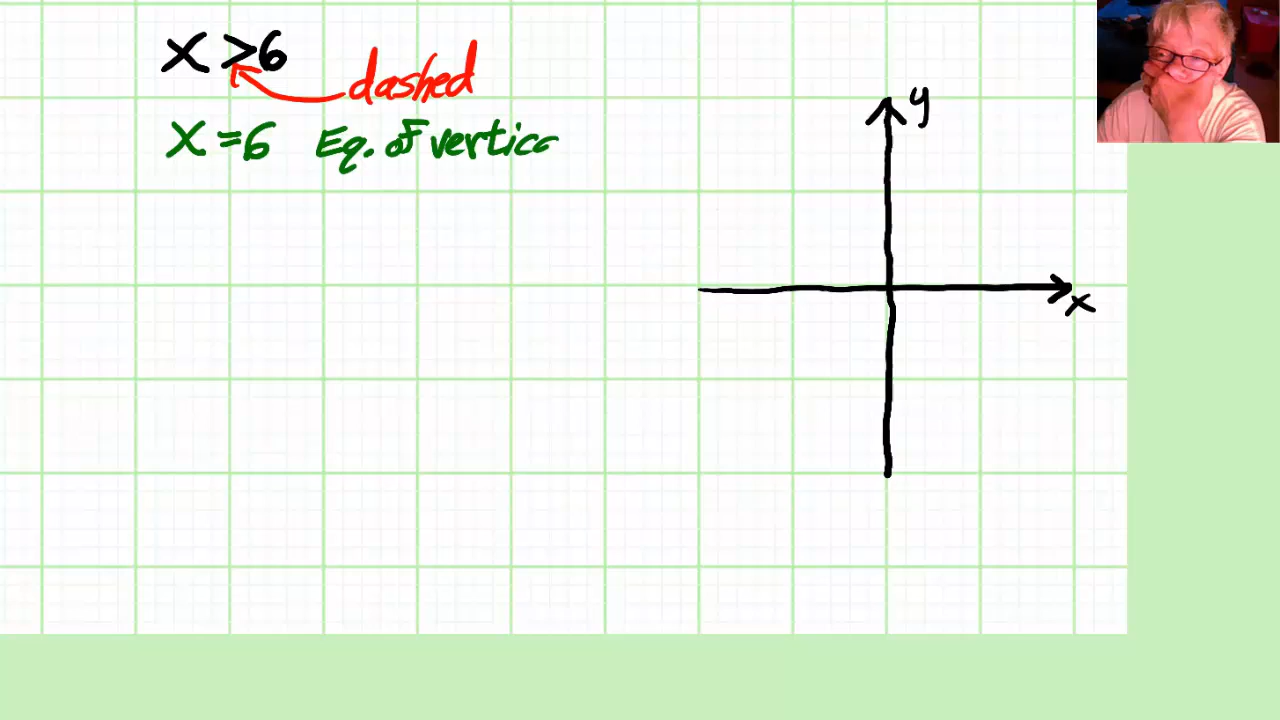 x > 6
dashed
x = 6 Eq. of vertica
y
x